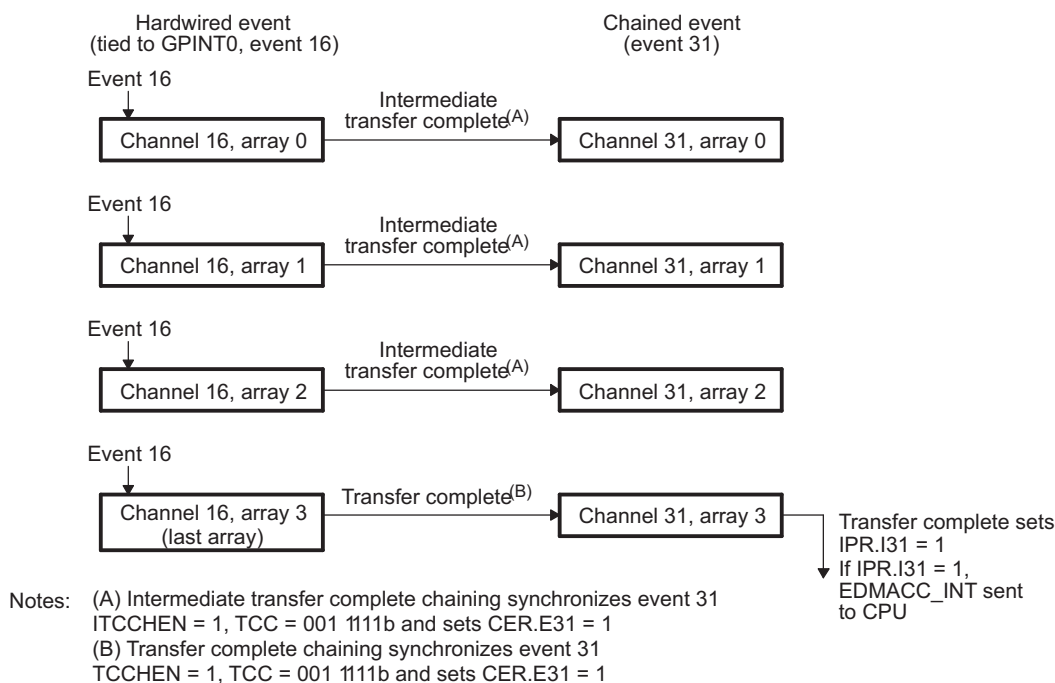 Hardwired event
(tied to GPINT0, event 16)
Chained event
(event 31)
Event 16
Channel 16, array 0
Intermediate
transfer complete(A)
Channel 31, array 0
Event 16
Channel 16, array 1
Intermediate
transfer complete(A)
Channel 31, array 1
Event 16
Channel 16, array 2
Intermediate
transfer complete(A)
Channel 31, array 2
Event 16
Channel 16, array 3
(last array)
Transfer complete(B)
Channel 31, array 3
Transfer complete sets
IPR.I31 = 1
If IPR.I31 = 1,
EDMACC_INT sent
to CPU
Notes: (A) Intermediate transfer complete chaining synchronizes event 31
ITCCHEN = 1, TCC = 001 1111b and sets CER.E31 = 1
(B) Transfer complete chaining synchronizes event 31
TCCHEN = 1, TCC = 001 1111b and sets CER.E31 = 1